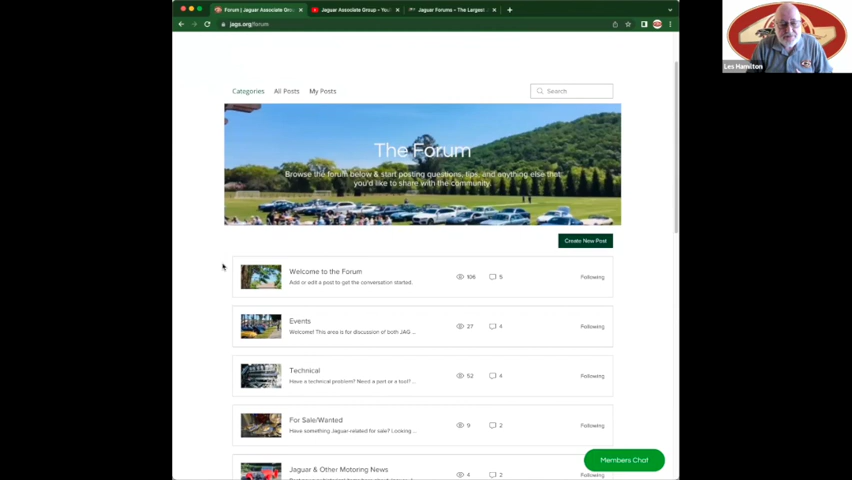 Forum | Jaguar Associate Gro
Jaguar Associate Group - You
Jaguar Forums - The Largest
jags.org/forum
Les Hamilton
Categories
All Posts
My Posts
Search
The Forum
Browse the forum below & start posting questions, tips, and anything else that
you'd like to share with the community.
Create New Post
Welcome to the Forum
Add or edit a post to get the conversation started.
106
5
Following
Events
Welcome! This area is for discussion of both JAG ...
27
4
Following
Technical
Have a technical problem? Need a part or a tool? ...
52
4
Following
For Sale/Wanted
Have something Jaguar-related for sale? Looking ...
9
2
Following
Jaguar & Other Motoring News
4
2
Following
Members Chat